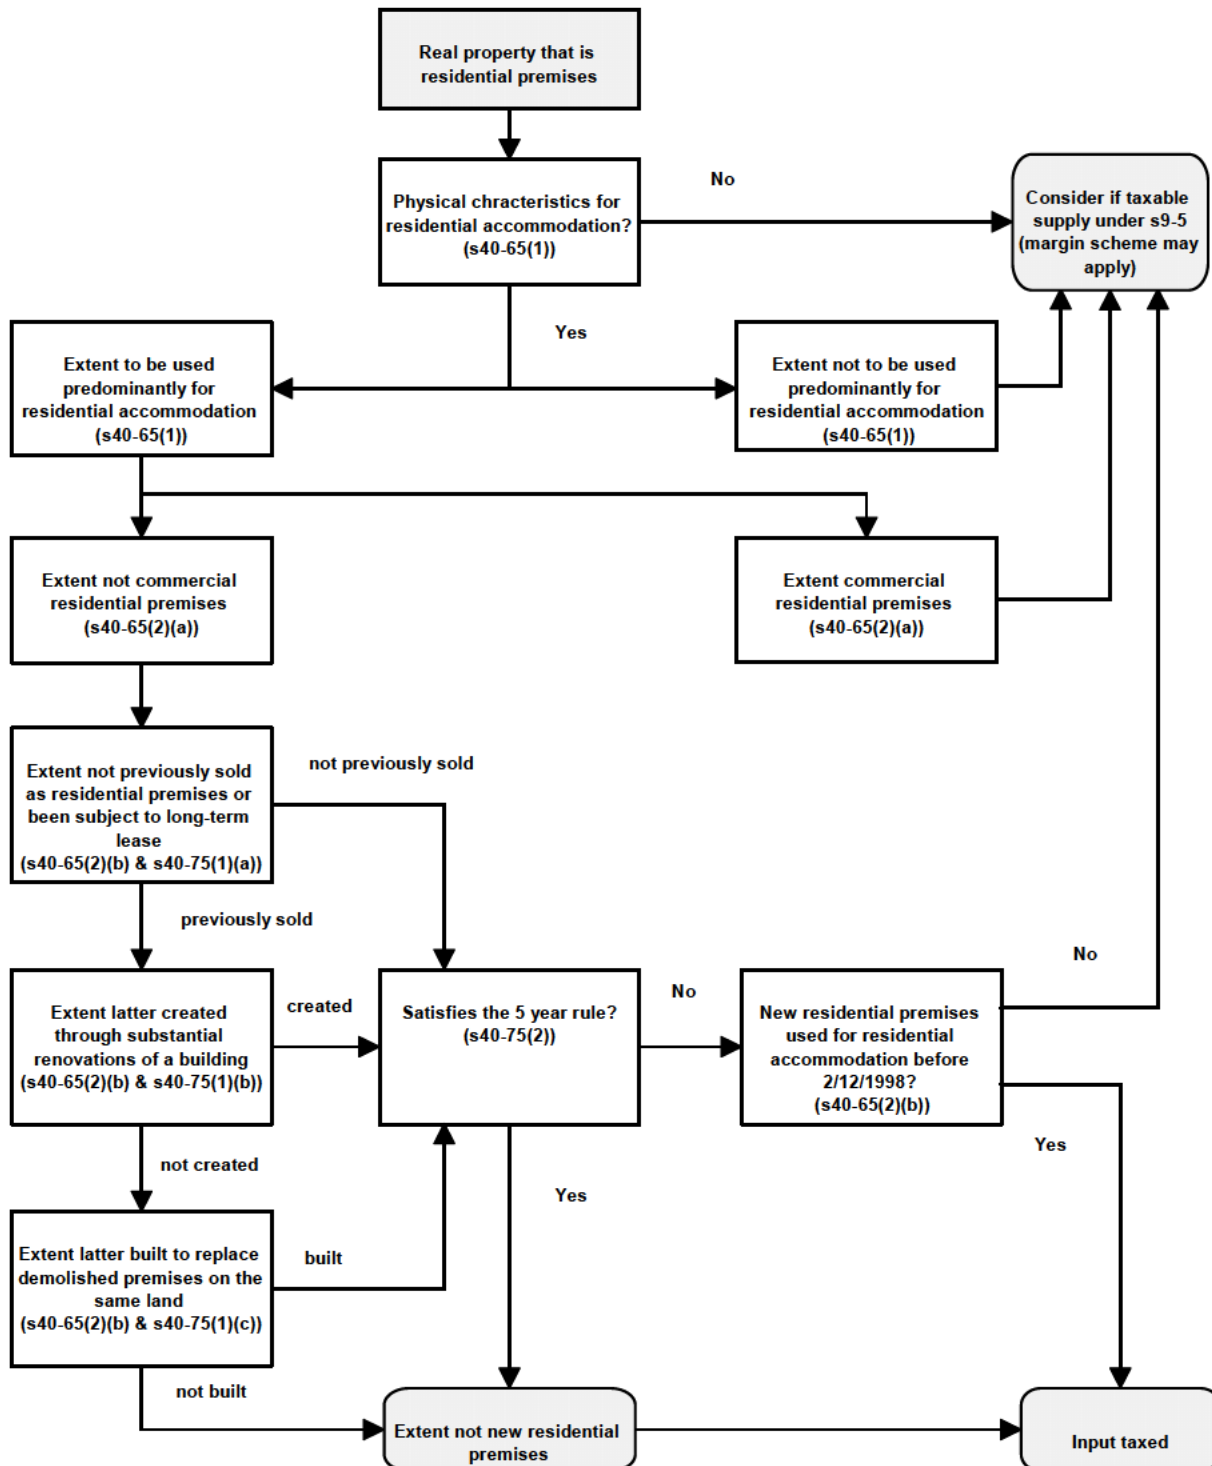 Real property that is
residential premises
Physical chracteristics for
residential accommodation?
(s40-65(1))
No
Consider if taxable
supply under s9-5
(margin scheme may
apply)
Yes
Extent to be used
predominantly for
residential accommodation
(s40-65(1))
Extent not to be used
predominantly for
residential accommodation
(s40-65(1))
Extent not commercial
residential premises
(s40-65(2)(a))
Extent commercial
residential premises
(s40-65(2)(a))
Extent not previously sold
as residential premises or
been subject to long-term
lease
(s40-65(2)(b) & s40-75(1)(a))
not previously sold
previously sold
Extent latter created
through substantial
renovations of a building
(s40-65(2)(b) & s40-75(1)(b))
created
Satisfies the 5 year rule?
(s40-75(2))
No
New residential premises
used for residential
accommodation before
2/12/1998?
(s40-65(2)(b))
No
Yes
not created
Yes
Extent latter built to replace
demolished premises on the
same land
(s40-65(2)(b) & s40-75(1)(c))
built
not built
Extent not new residential
premises
Input taxed